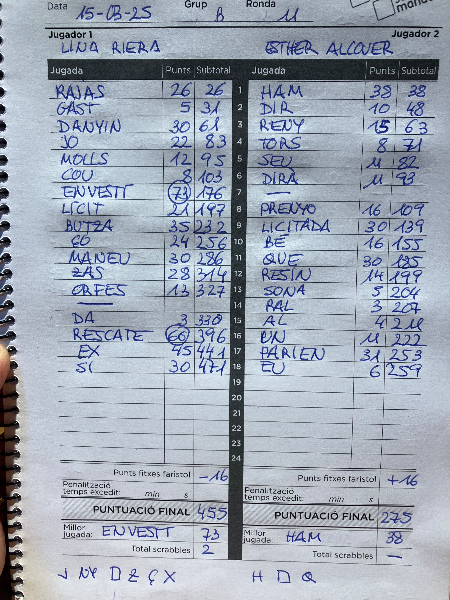 Data 15-03-25 Grup B Ronda 11
Jugador 1 Jugador 2
LINA RIERA ESTHER ALCOVER
Jugada Punts Subtotal Jugada Punts Subtotal
RAJAS 26 26 1 HAM 38 38
GAST 5 31 2 DIR 10 48
DANYIN 30 61 3 RENY 15 63
JO 22 83 4 TORS 8 71
MOLLS 12 95 5 SEU 11 82
COU 8 103 6 DIRÀ 11 93
ENVESTIT 73 176 7 —
LICIT 21 197 8 PRENYO 16 109
BUTZA 35 232 9 LICITADA 30 139
ÇO 24 256 10 BE 16 155
MANEU 30 286 11 QUE 30 185
ZAS 28 314 12 RESIN 14 199
ORFES 13 327 13 SONA 5 204
— 14 PAL 3 207
DA 3 330 15 AL 4 211
RESCATE 66 396 16 UN 11 222
EX 45 441 17 PARIEN 31 253
SI 30 471 18 EU 6 259
19
20
21
22
23
24
Punts fitxes faristol -16 Punts fitxes faristol +16
Penalització temps excedit: min s Penalització temps excedit: min s
PUNTUACIÓ FINAL 455 PUNTUACIÓ FINAL 275
Millor jugada: ENVESTIT 73 Millor jugada: HAM 38
Total scrabbles 2 Total scrabbles —
J NY D Z Ç X H D Q